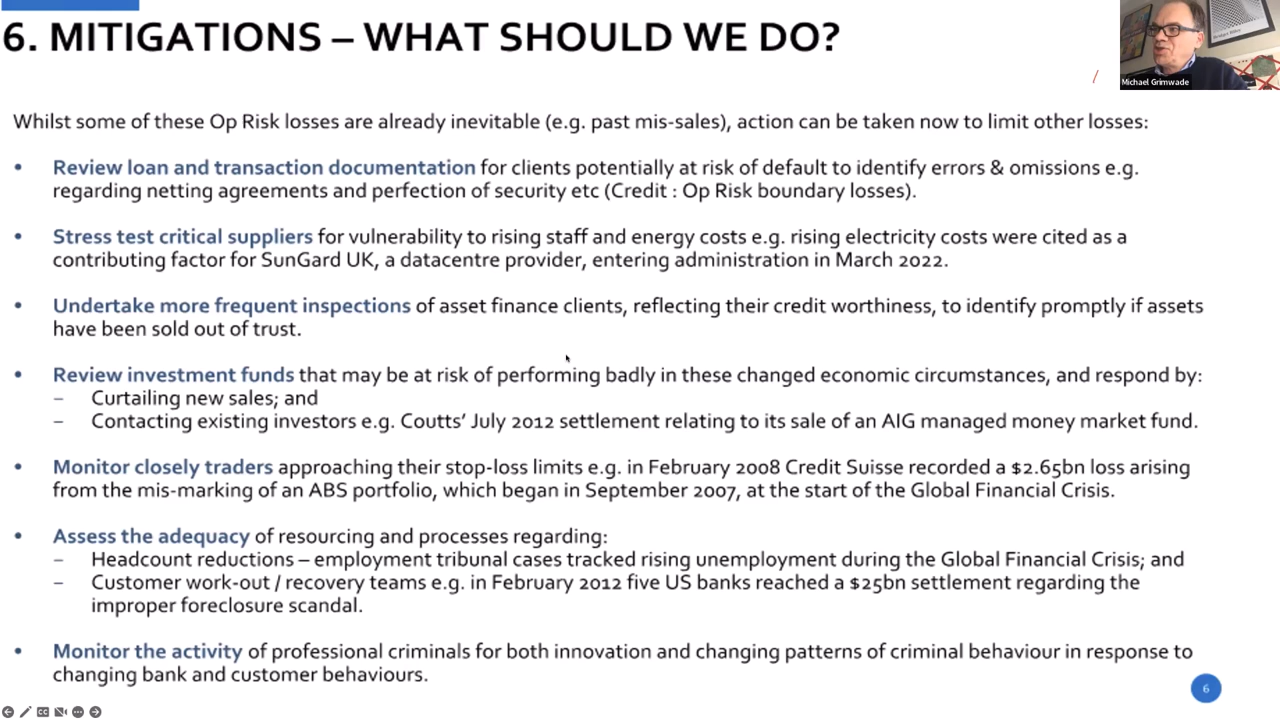 6. MITIGATIONS – WHAT SHOULD WE DO?
Michael Grimwade
Whilst some of these Op Risk losses are already inevitable (e.g. past mis-sales), action can be taken now to limit other losses:
• Review loan and transaction documentation for clients potentially at risk of default to identify errors & omissions e.g.
regarding netting agreements and perfection of security etc (Credit : Op Risk boundary losses).
• Stress test critical suppliers for vulnerability to rising staff and energy costs e.g. rising electricity costs were cited as a
contributing factor for SunGard UK, a datacentre provider, entering administration in March 2022.
• Undertake more frequent inspections of asset finance clients, reflecting their credit worthiness, to identify promptly if assets
have been sold out of trust.
• Review investment funds that may be at risk of performing badly in these changed economic circumstances, and respond by:
– Curtailing new sales; and
– Contacting existing investors e.g. Coutts' July 2012 settlement relating to its sale of an AIG managed money market fund.
• Monitor closely traders approaching their stop-loss limits e.g. in February 2008 Credit Suisse recorded a $2.65bn loss arising
from the mis-marking of an ABS portfolio, which began in September 2007, at the start of the Global Financial Crisis.
• Assess the adequacy of resourcing and processes regarding:
– Headcount reductions – employment tribunal cases tracked rising unemployment during the Global Financial Crisis; and
– Customer work-out / recovery teams e.g. in February 2012 five US banks reached a $25bn settlement regarding the
improper foreclosure scandal.
• Monitor the activity of professional criminals for both innovation and changing patterns of criminal behaviour in response to
changing bank and customer behaviours.
6